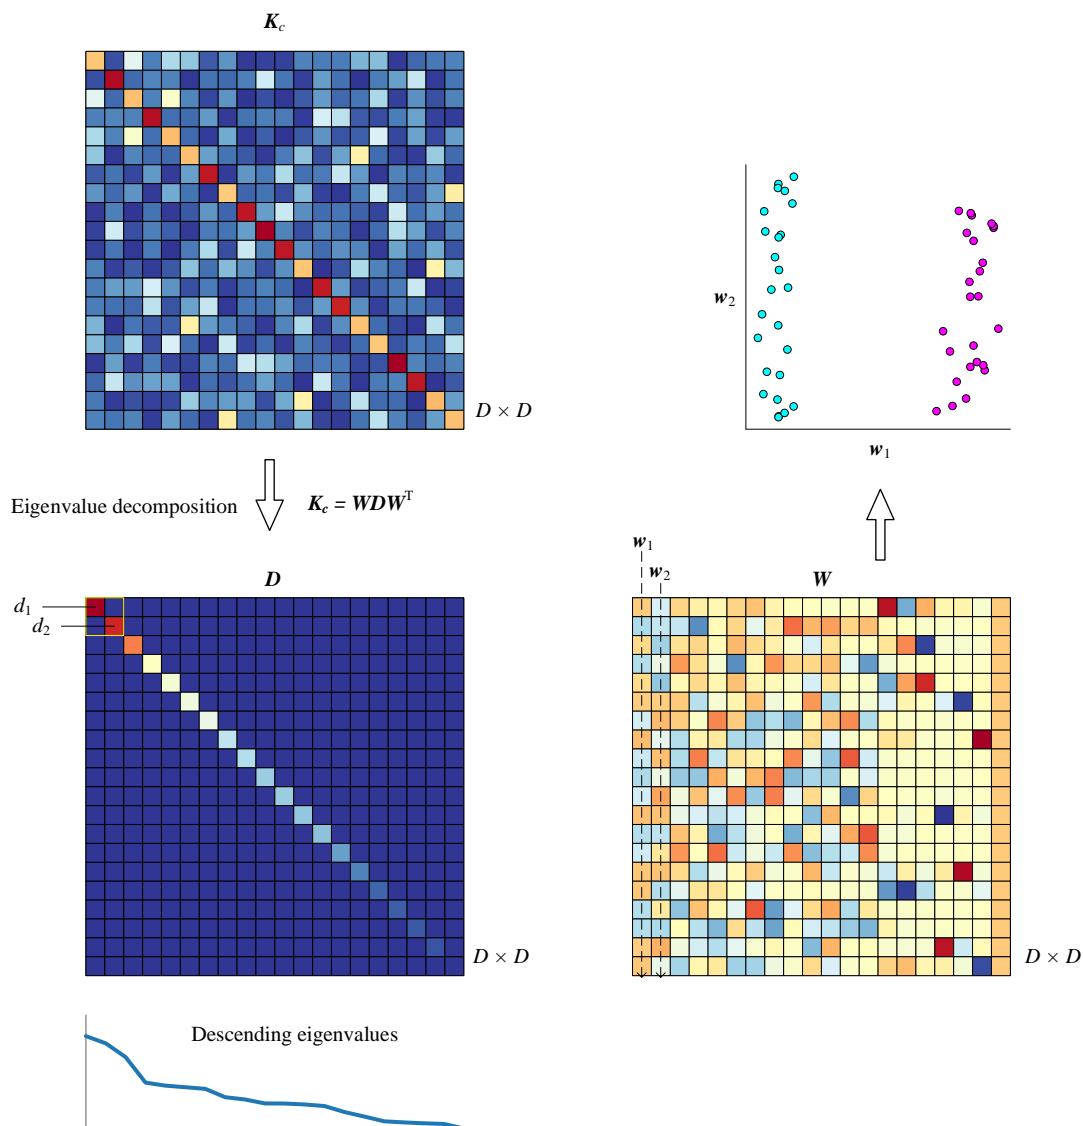 K_c
D × D
w_2
w_1
Eigenvalue decomposition
K_c = WDW^T
w_1
w_2
D
W
d_1
d_2
D × D
D × D
Descending eigenvalues